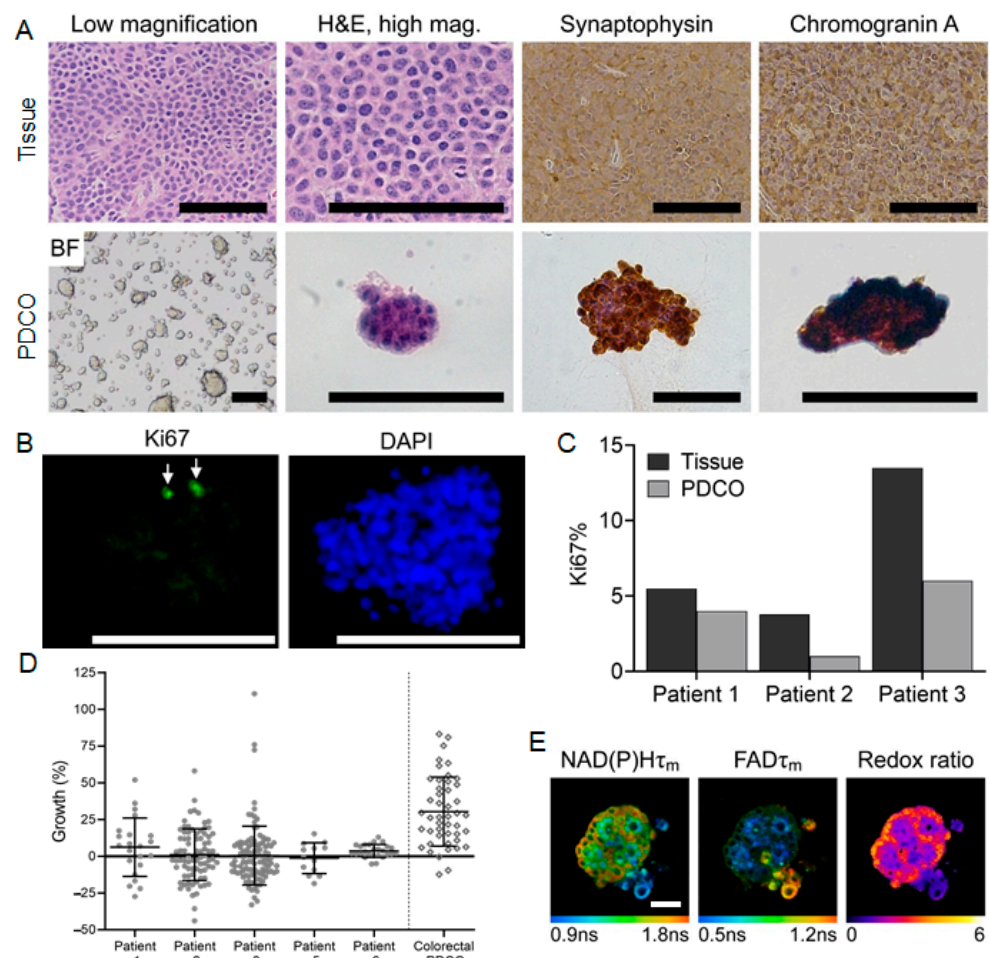 A
Low magnification
H&E, high mag.
Synaptophysin
Chromogranin A
Tissue
BF
PDCO
B
Ki67
DAPI
C
15
10
5
0
Ki67%
Tissue
PDCO
Patient 1
Patient 2
Patient 3
D
125
100
75
50
25
0
−25
−50
Growth (%)
Patient
Patient
Patient
Patient
Patient
Colorectal
E
NAD(P)Hτm
FADτm
Redox ratio
0.9ns 1.8ns
0.5ns 1.2ns
0 6